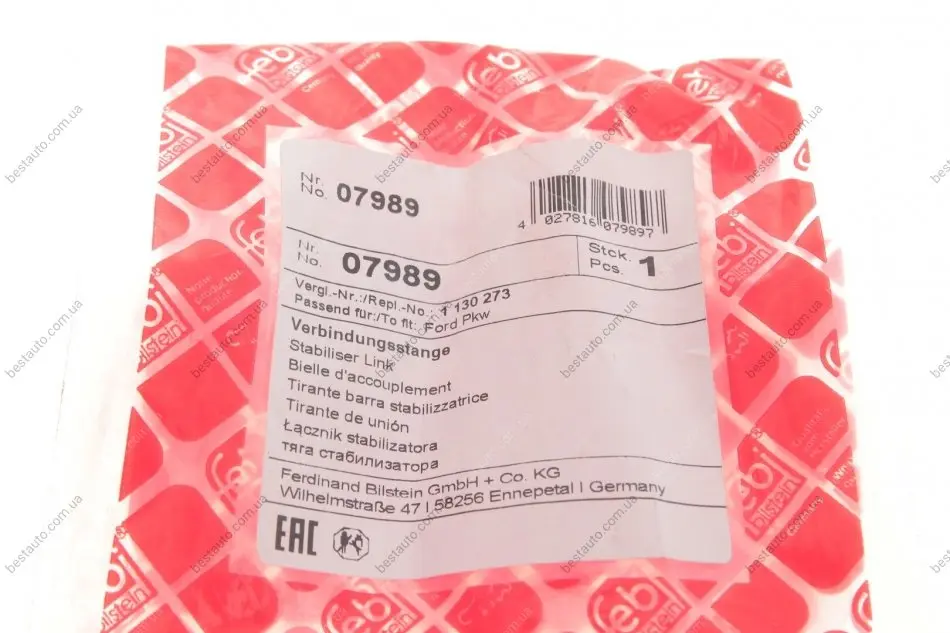 Nr.
No. 07989
4 027816 079897
Nr.
No. 07989
Stck.
Pcs. 1
Vergl.-Nr.:/Repl.-No.: 1 130 273
Passend für:/To fit: Ford Pkw
Verbindungsstange
Stabiliser Link
Bielle d'accouplement
Tirante barra stabilizzatrice
Tirante de unión
Łącznik stabilizatora
тяга стабилизатора
Ferdinand Bilstein GmbH + Co. KG
Wilhelmstraße 47 I 58256 Ennepetal I Germany
EAC
febi
bilstein
bestauto.com.ua